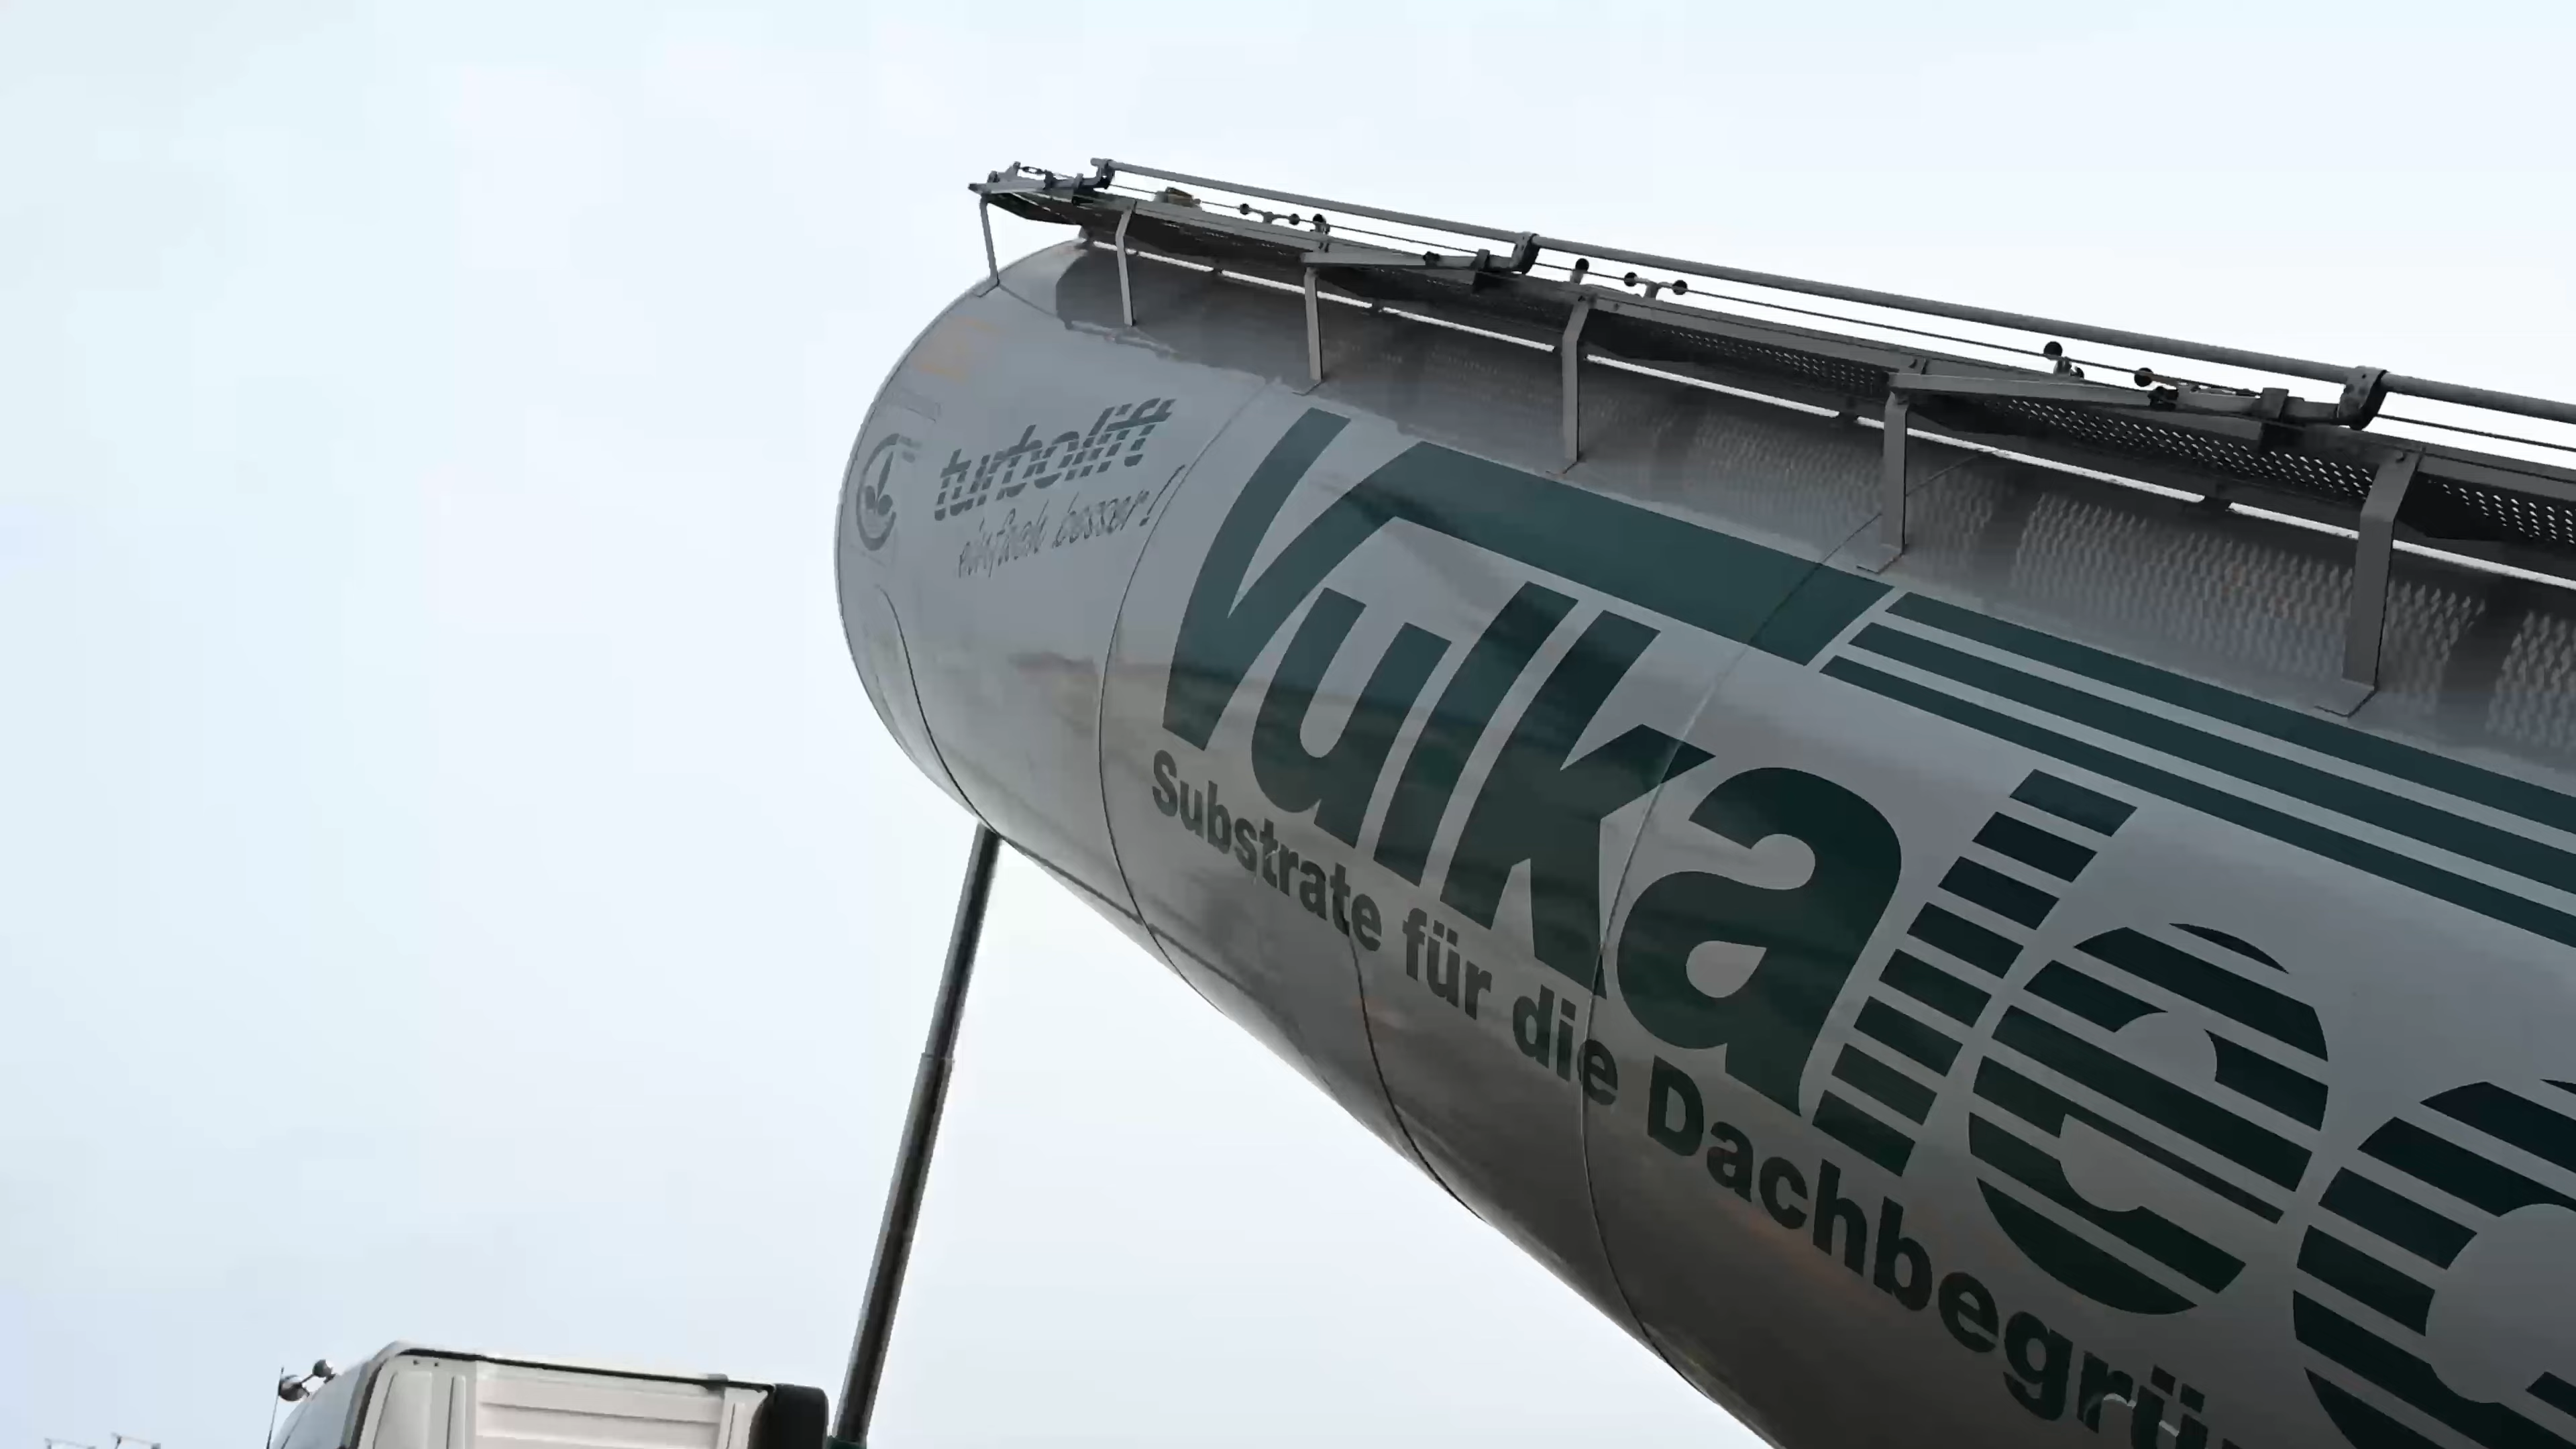 turbolift
einfach besser!
Vulkatec
Substrate für die Dachbegrü